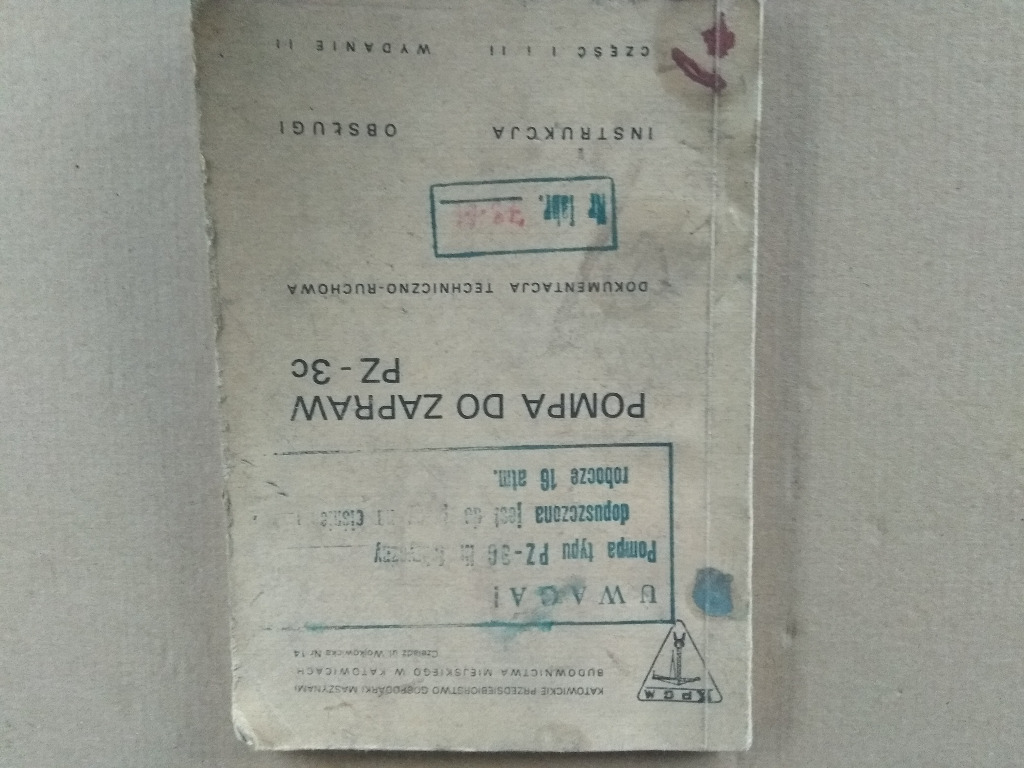 KPGM
KATOWICKIE PRZEDSIĘBIORSTWO GOSPODARKI MASZYNAMI
BUDOWNICTWA MIEJSKIEGO W KATOWICACH
Czeladź ul. Wojkowicka Nr 14
UWAGA!
Pompa typu PZ-3C
dopuszczona jest do
robocze 16 atm.
POMPA DO ZAPRAW
PZ-3c
DOKUMENTACJA TECHNICZNO-RUCHOWA
Nr fabr.
INSTRUKCJA OBSŁUGI
CZĘŚĆ I i II WYDANIE II